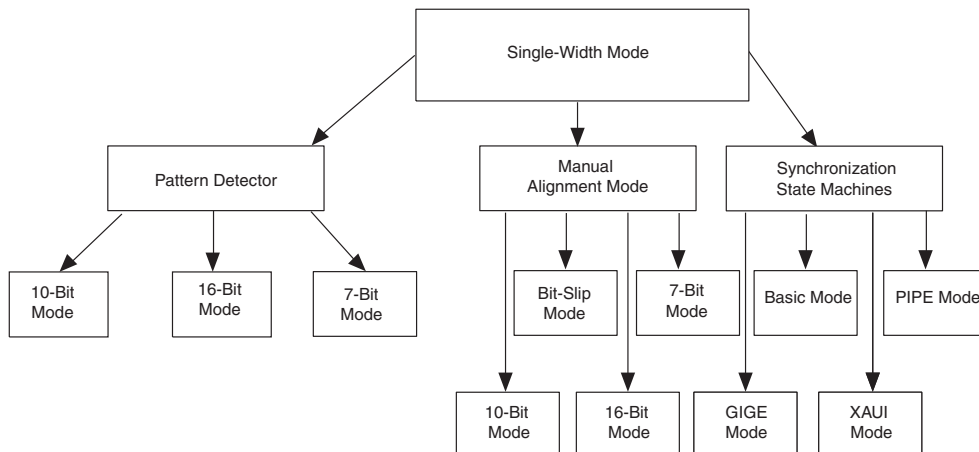 Single-Width Mode
Pattern Detector
Manual
Alignment Mode
Synchronization
State Machines
10-Bit
Mode
16-Bit
Mode
7-Bit
Mode
Bit-Slip
Mode
7-Bit
Mode
Basic Mode
PIPE Mode
10-Bit
Mode
16-Bit
Mode
GIGE
Mode
XAUI
Mode